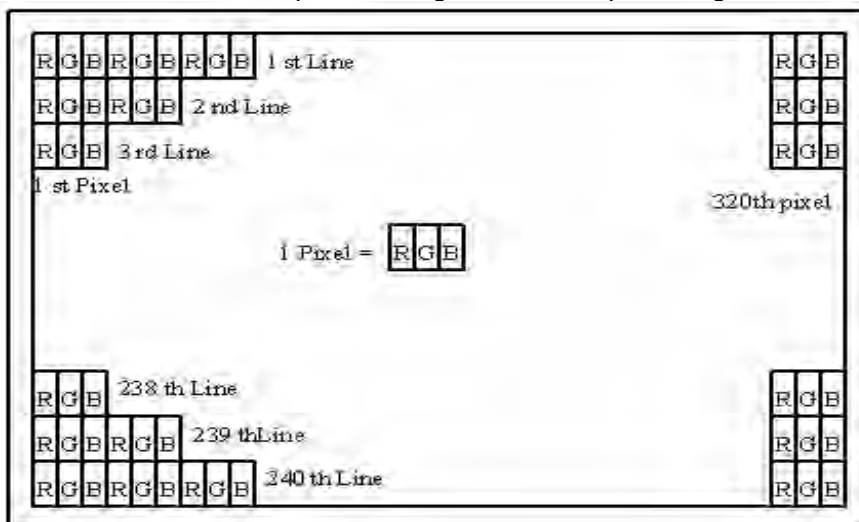 R G B R G B R G B 1 st Line R G B
R G B R G B 2 nd Line R G B
R G B 3 rd Line R G B
1 st Pixel
320th pixel
1 Pixel = R G B
R G B 238 th Line R G B
R G B R G B 239 thLine R G B
R G B R G B R G B 240 th Line R G B